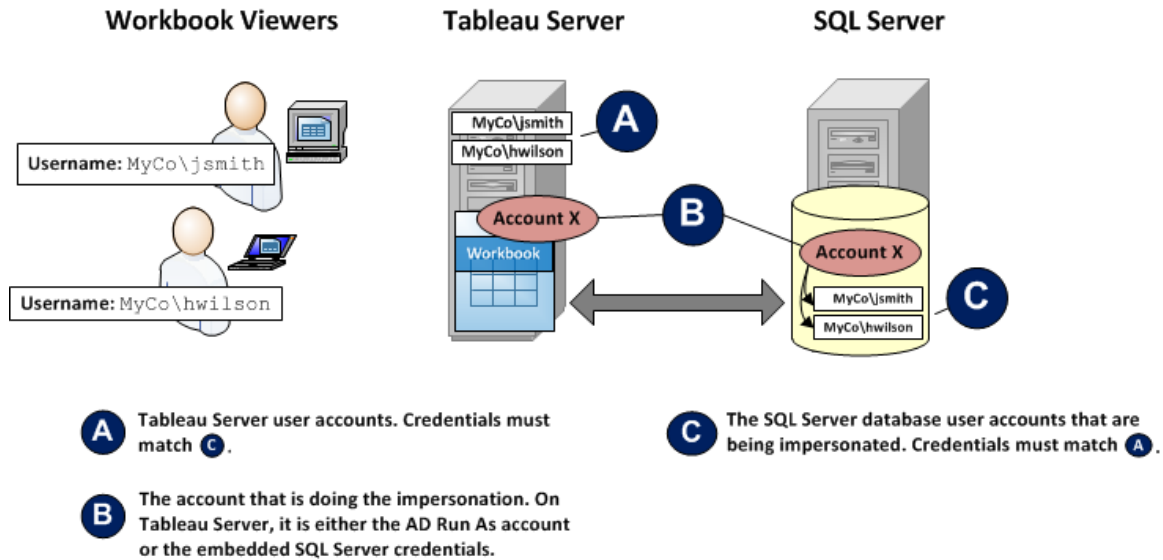 Workbook Viewers
Tableau Server
SQL Server
Username: MyCo\jsmith
Username: MyCo\hwilson
MyCo\jsmith
MyCo\hwilson
A
Account X
Workbook
B
Account X
MyCo\jsmith
MyCo\hwilson
C
A
Tableau Server user accounts. Credentials must
match C .
B
The account that is doing the impersonation. On
Tableau Server, it is either the AD Run As account
or the embedded SQL Server credentials.
C
The SQL Server database user accounts that are
being impersonated. Credentials must match A .